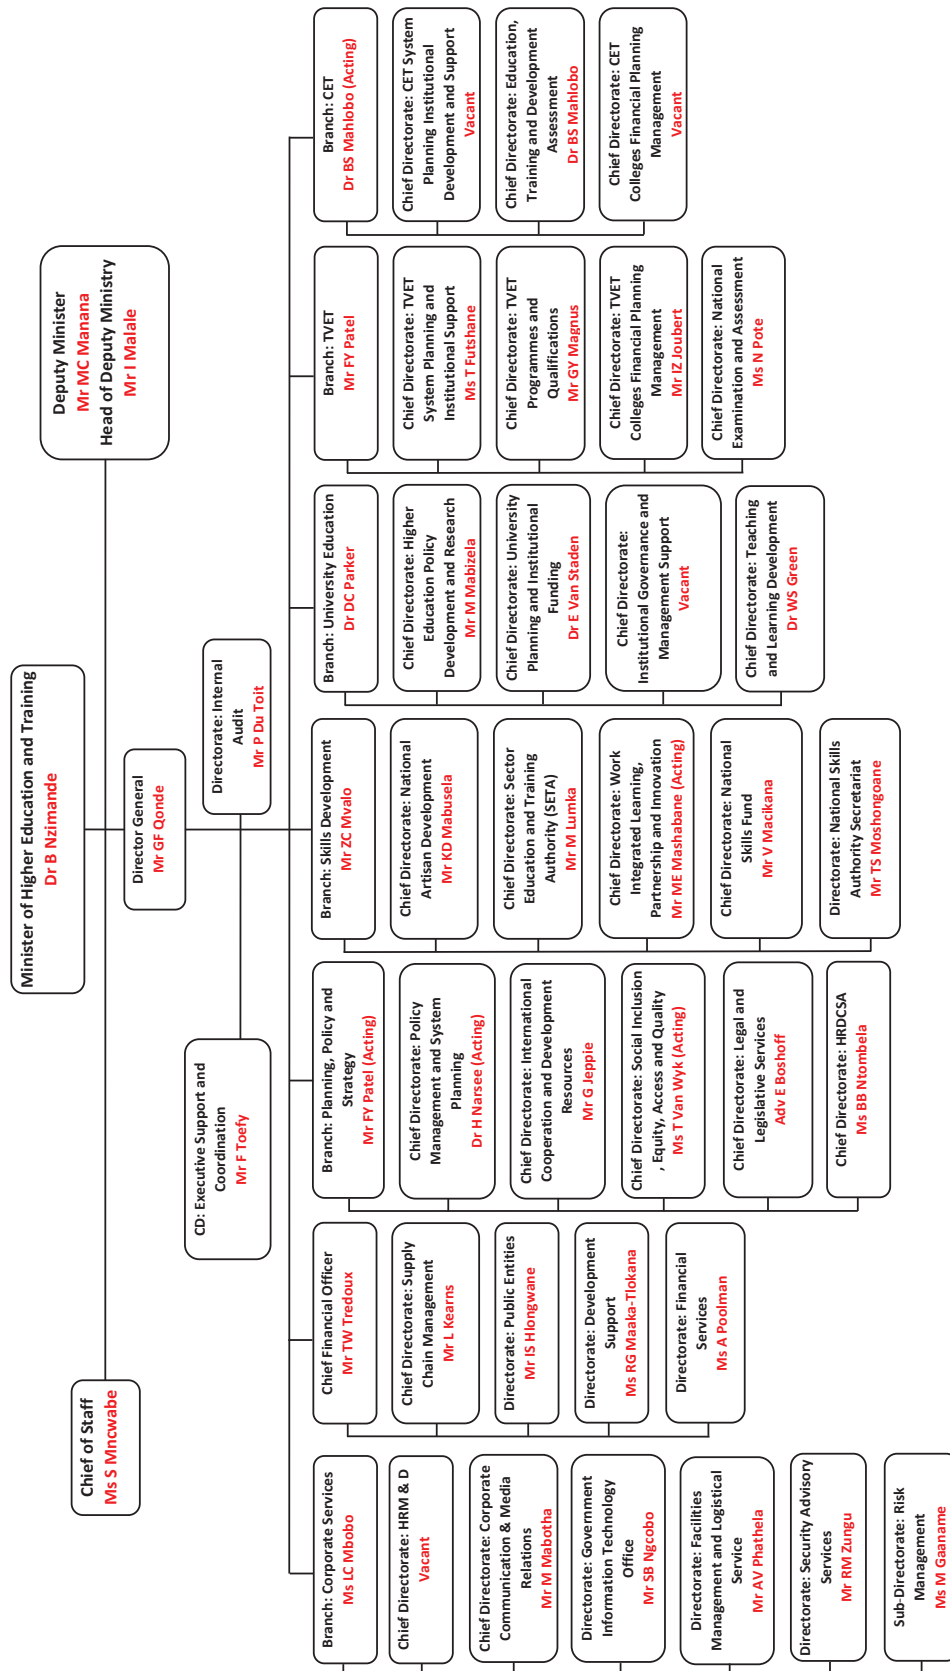 Minister of Higher Education and Training
Dr B Nzimande
Chief of Staff
Ms S Mncwabe
Deputy Minister
Mr MC Manana
Head of Deputy Ministry
Mr I Malale
Director General
Mr GF Qonde
CD: Executive Support and
Coordination
Mr F Toefy
Directorate: Internal
Audit
Mr P Du Toit
Branch: Corporate Services
Ms LC Mbobo
Chief Directorate: HRM & D
Vacant
Chief Directorate: Corporate
Communication & Media
Relations
Mr M Mabotha
Directorate: Government
Information Technology
Office
Mr SB Ngcobo
Directorate: Facilities
Management and Logistical
Service
Mr AV Phathela
Directorate: Security Advisory
Services
Mr RM Zungu
Sub-Directorate: Risk
Management
Ms M Gaaname
Chief Financial Officer
Mr TW Tredoux
Chief Directorate: Supply
Chain Management
Mr L Kearns
Directorate: Public Entities
Mr IS Hlongwane
Directorate: Development
Support
Ms RG Maaka-Tlokana
Directorate: Financial
Services
Ms A Poolman
Branch: Planning, Policy and
Strategy
Mr FY Patel (Acting)
Chief Directorate: Policy
Management and System
Planning
Dr H Narsee (Acting)
Chief Directorate: International
Cooperation and Development
Resources
Mr G Jeppie
Chief Directorate: Social Inclusion
, Equity, Access and Quality
Ms T Van Wyk (Acting)
Chief Directorate: Legal and
Legislative Services
Adv E Boshoff
Chief Directorate: HRDCSA
Ms BB Ntombela
Branch: Skills Development
Mr ZC Mvalo
Chief Directorate: National
Artisan Development
Mr KD Mabusela
Chief Directorate: Sector
Education and Training
Authority (SETA)
Mr M Lumka
Chief Directorate: Work
Integrated Learning,
Partnership and Innovation
Mr ME Mashabane (Acting)
Chief Directorate: National
Skills Fund
Mr V Macikana
Directorate: National Skills
Authority Secretariat
Mr TS Moshongoane
Branch: University Education
Dr DC Parker
Chief Directorate: Higher
Education Policy
Development and Research
Mr M Mabizela
Chief Directorate: University
Planning and Institutional
Funding
Dr E Van Staden
Chief Directorate:
Institutional Governance and
Management Support
Vacant
Chief Directorate: Teaching
and Learning Development
Dr WS Green
Branch: TVET
Mr FY Patel
Chief Directorate: TVET
System Planning and
Institutional Support
Ms T Futshane
Chief Directorate: TVET
Programmes and
Qualifications
Mr GY Magnus
Chief Directorate: TVET
Colleges Financial Planning
Management
Mr IZ Joubert
Chief Directorate: National
Examination and Assessment
Ms N Pote
Branch: CET
Dr BS Mahlobo (Acting)
Chief Directorate: CET System
Planning Institutional
Development and Support
Vacant
Chief Directorate: Education,
Training and Development
Assessment
Dr BS Mahlobo
Chief Directorate: CET
Colleges Financial Planning
Management
Vacant